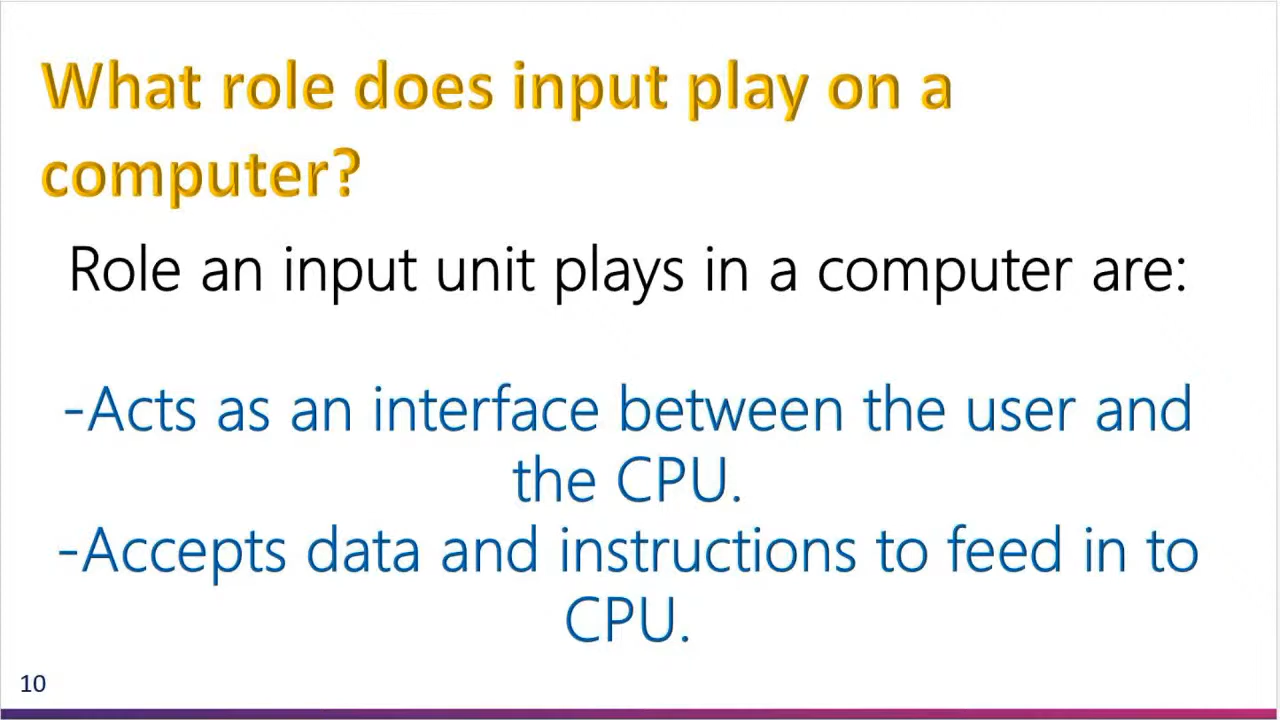 What role does input play on a
computer?
Role an input unit plays in a computer are:
-Acts as an interface between the user and
the CPU.
-Accepts data and instructions to feed in to
CPU.
10